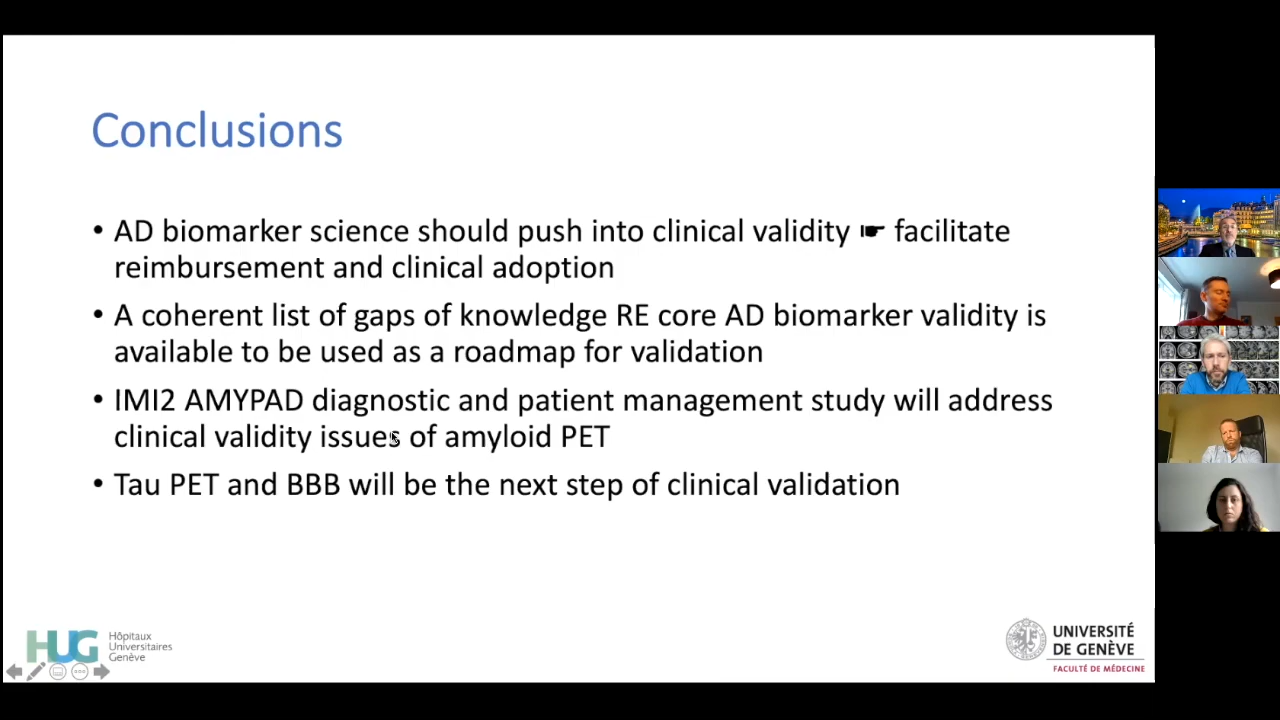 Conclusions
• AD biomarker science should push into clinical validity ☛ facilitate
reimbursement and clinical adoption
• A coherent list of gaps of knowledge RE core AD biomarker validity is
available to be used as a roadmap for validation
• IMI2 AMYPAD diagnostic and patient management study will address
clinical validity issues of amyloid PET
• Tau PET and BBB will be the next step of clinical validation
HUG
Hôpitaux
Universitaires
Genève
UNIVERSITÉ
DE GENÈVE
FACULTÉ DE MÉDECINE